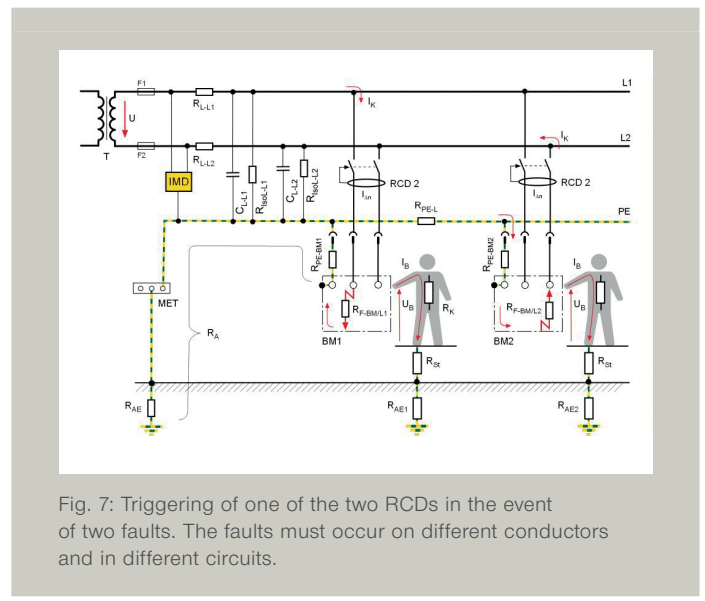 F1
L1
R_L-L1
I_K
U
F2
L2
R_L-L2
I_K
T
IMD
C_L-L1
R_IsoL-L1
C_L-L2
R_IsoL-L2
RCD 2
I_Δn
RCD 2
I_Δn
R_PE-L
PE
R_PE-BM1
R_PE-BM2
MET
R_A
I_B
R_F-BM/L1
U_B
R_K
BM1
I_B
R_F-BM/L2
U_B
BM2
R_St
R_St
R_AE
R_AE1
R_AE2
Fig. 7: Triggering of one of the two RCDs in the event
of two faults. The faults must occur on different conductors
and in different circuits.